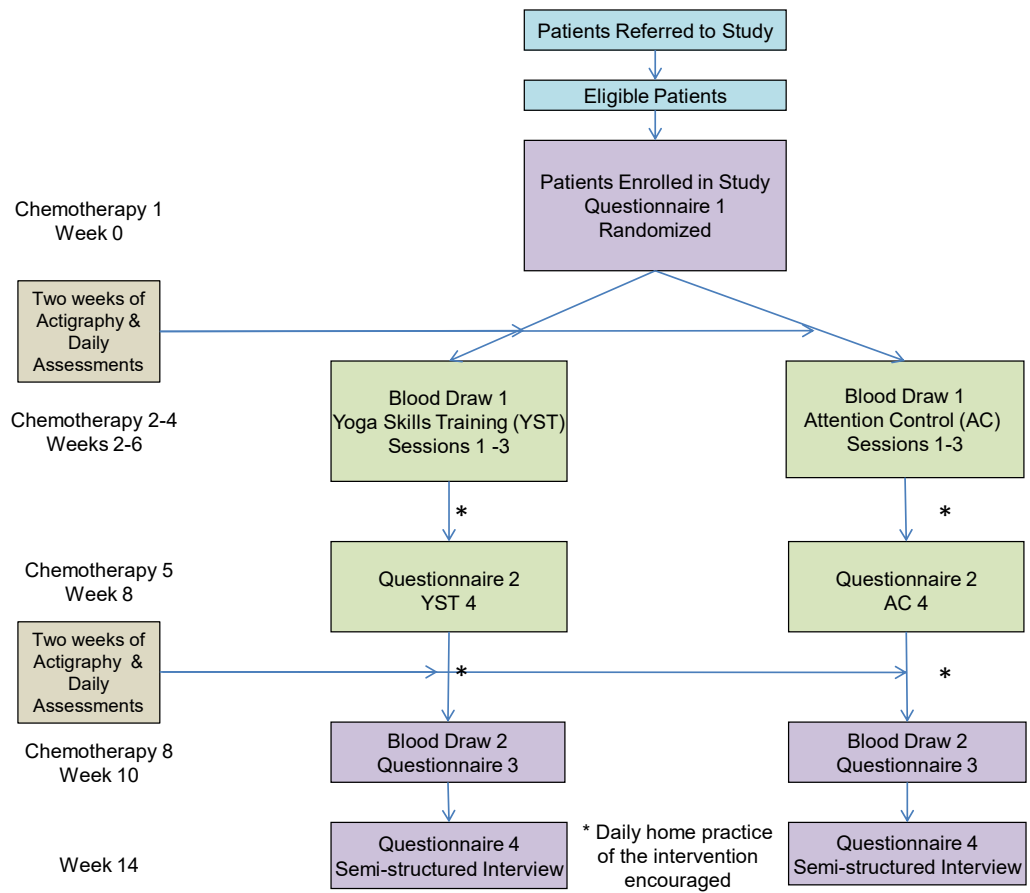 Patients Referred to Study
Eligible Patients
Patients Enrolled in Study
Questionnaire 1
Randomized
Chemotherapy 1
Week 0
Two weeks of
Actigraphy &
Daily
Assessments
Chemotherapy 2-4
Weeks 2-6
Blood Draw 1
Yoga Skills Training (YST)
Sessions 1 -3
Blood Draw 1
Attention Control (AC)
Sessions 1-3
*
*
Chemotherapy 5
Week 8
Questionnaire 2
YST 4
Questionnaire 2
AC 4
Two weeks of
Actigraphy &
Daily
Assessments
*
*
Chemotherapy 8
Week 10
Blood Draw 2
Questionnaire 3
Blood Draw 2
Questionnaire 3
Week 14
Questionnaire 4
Semi-structured Interview
* Daily home practice
of the intervention
encouraged
Questionnaire 4
Semi-structured Interview